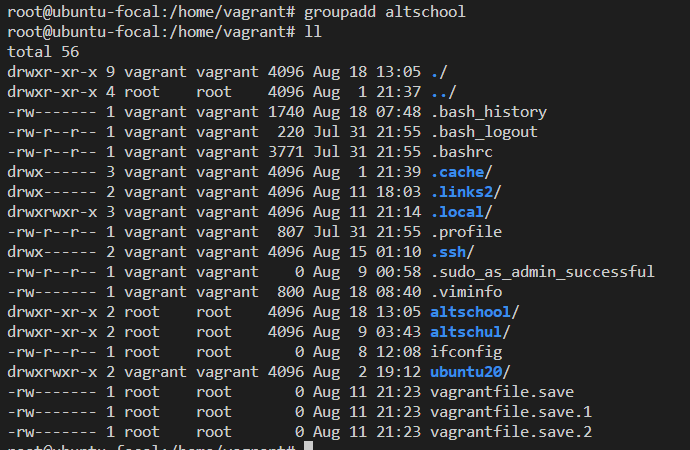 root@ubuntu-focal:/home/vagrant# groupadd altschool
root@ubuntu-focal:/home/vagrant# ll
total 56
drwxr-xr-x 9 vagrant vagrant 4096 Aug 18 13:05 ./
drwxr-xr-x 4 root    root    4096 Aug  1 21:37 ../
-rw------- 1 vagrant vagrant 1740 Aug 18 07:48 .bash_history
-rw-r--r-- 1 vagrant vagrant  220 Jul 31 21:55 .bash_logout
-rw-r--r-- 1 vagrant vagrant 3771 Jul 31 21:55 .bashrc
drwx------ 3 vagrant vagrant 4096 Aug  1 21:39 .cache/
drwx------ 2 vagrant vagrant 4096 Aug 11 18:03 .links2/
drwxrwxr-x 3 vagrant vagrant 4096 Aug 11 21:14 .local/
-rw-r--r-- 1 vagrant vagrant  807 Jul 31 21:55 .profile
drwx------ 2 vagrant vagrant 4096 Aug 15 01:10 .ssh/
-rw-r--r-- 1 vagrant vagrant    0 Aug  9 00:58 .sudo_as_admin_successful
-rw------- 1 vagrant vagrant  800 Aug 18 08:40 .viminfo
drwxr-xr-x 2 root    root    4096 Aug 18 13:05 altschool/
drwxr-xr-x 2 root    root    4096 Aug  9 03:43 altschul/
-rw-r--r-- 1 root    root       0 Aug  8 12:08 ifconfig
drwxrwxr-x 2 vagrant vagrant 4096 Aug  2 19:12 ubuntu20/
-rw------- 1 root    root       0 Aug 11 21:23 vagrantfile.save
-rw------- 1 root    root       0 Aug 11 21:23 vagrantfile.save.1
-rw------- 1 root    root       0 Aug 11 21:23 vagrantfile.save.2
root@ubuntu-focal:/home/vagrant#